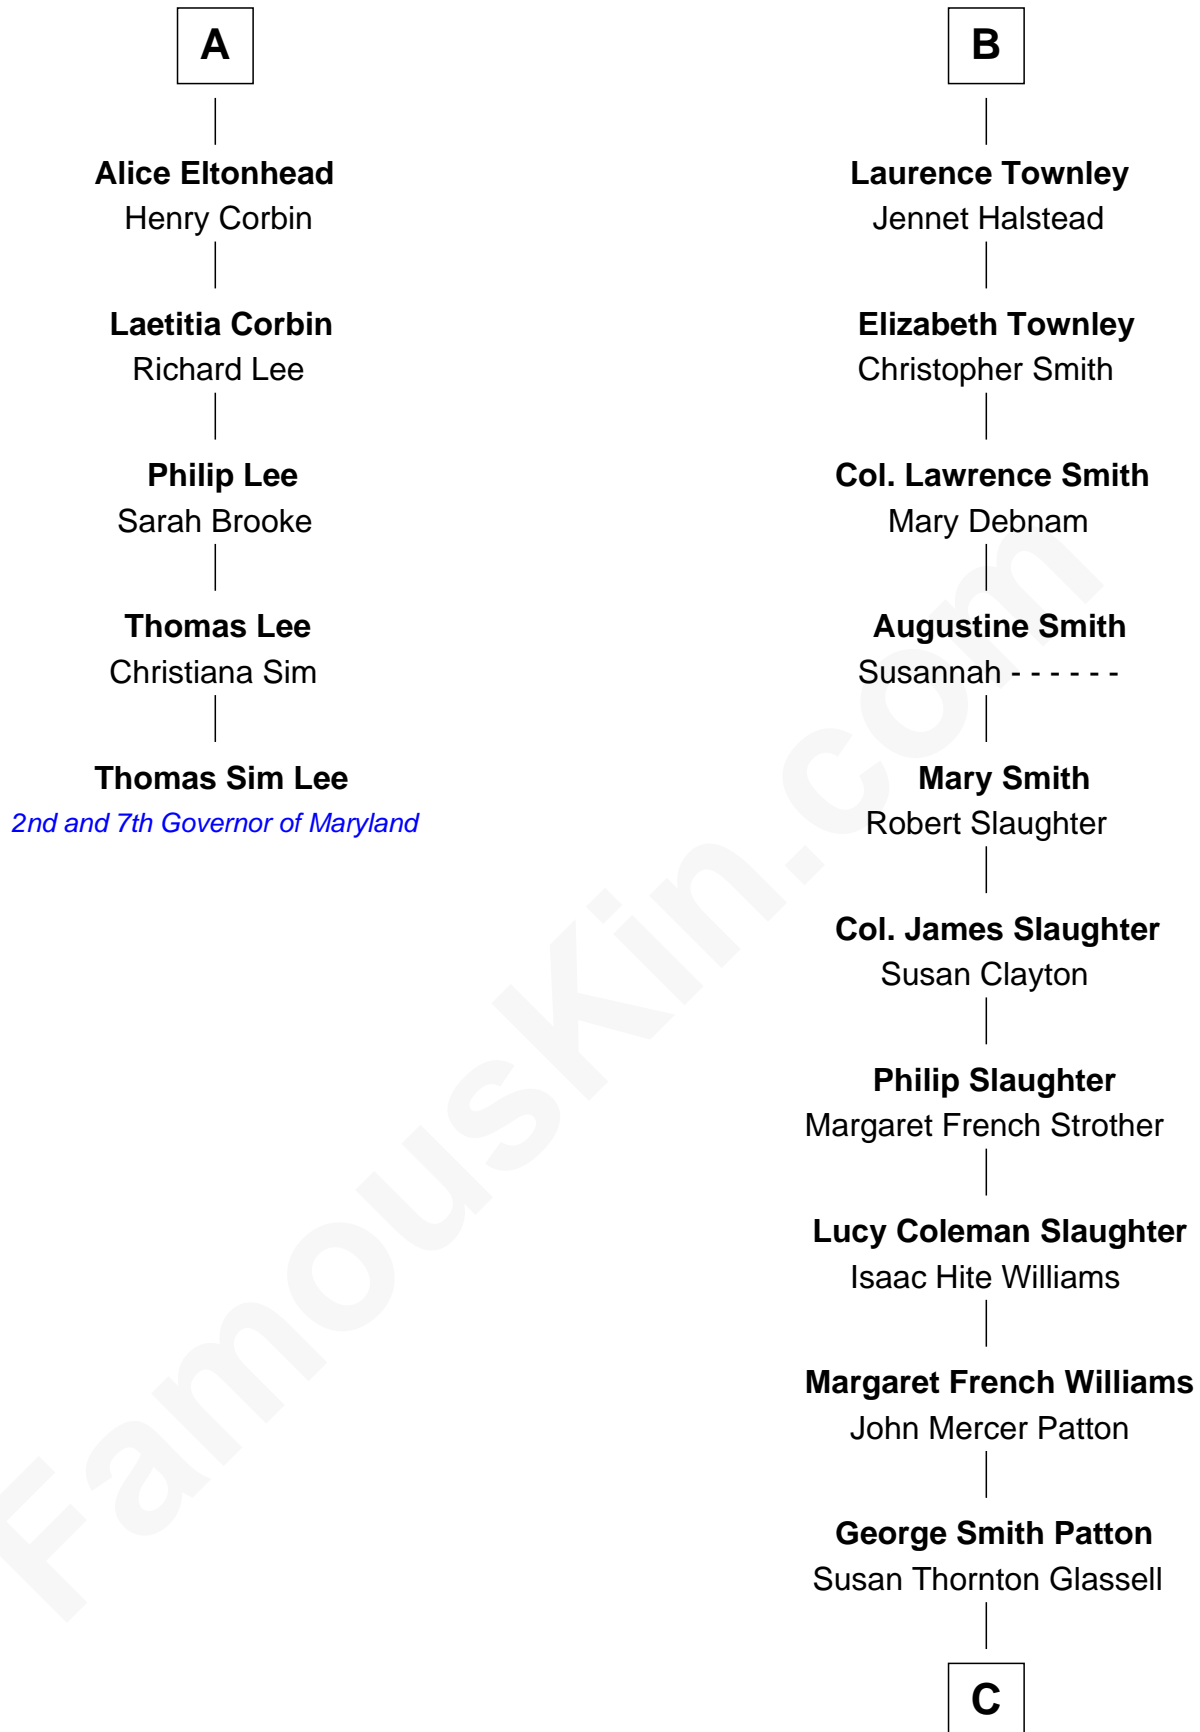 A
Alice Eltonhead
Henry Corbin
Laetitia Corbin
Richard Lee
Philip Lee
Sarah Brooke
Thomas Lee
Christiana Sim
Thomas Sim Lee
2nd and 7th Governor of Maryland
B
Laurence Townley
Jennet Halstead
Elizabeth Townley
Christopher Smith
Col. Lawrence Smith
Mary Debnam
Augustine Smith
Susannah - - - - - -
Mary Smith
Robert Slaughter
Col. James Slaughter
Susan Clayton
Philip Slaughter
Margaret French Strother
Lucy Coleman Slaughter
Isaac Hite Williams
Margaret French Williams
John Mercer Patton
George Smith Patton
Susan Thornton Glassell
C
FamousKin.com